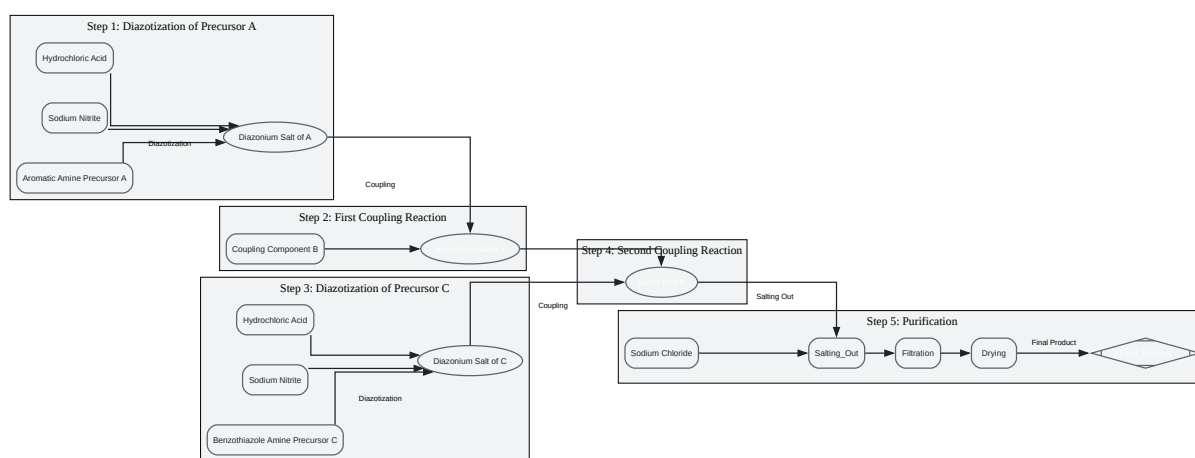 Step 1: Diazotization of Precursor A
Hydrochloric Acid
Sodium Nitrite
Diazonium Salt of A
Diazotization
Aromatic Amine Precursor A
Coupling
Step 2: First Coupling Reaction
Coupling Component B
Step 4: Second Coupling Reaction
Step 3: Diazotization of Precursor C
Coupling
Salting Out
Hydrochloric Acid
Step 5: Purification
Final Product
Sodium Chloride
Salting_Out
Filtration
Drying
Diazonium Salt of C
Sodium Nitrite
Diazotization
Benzothiazole Amine Precursor C